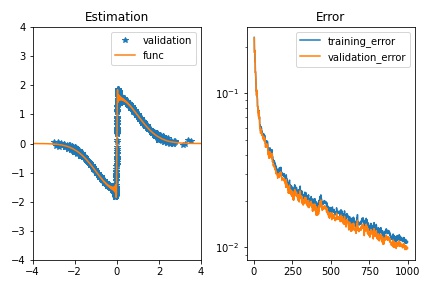 Estimation
validation
func
4
3
2
1
0
−1
−2
−3
−4
−4 −2 0 2 4
Error
training_error
validation_error
10⁻¹
10⁻²
0 250 500 750 1000